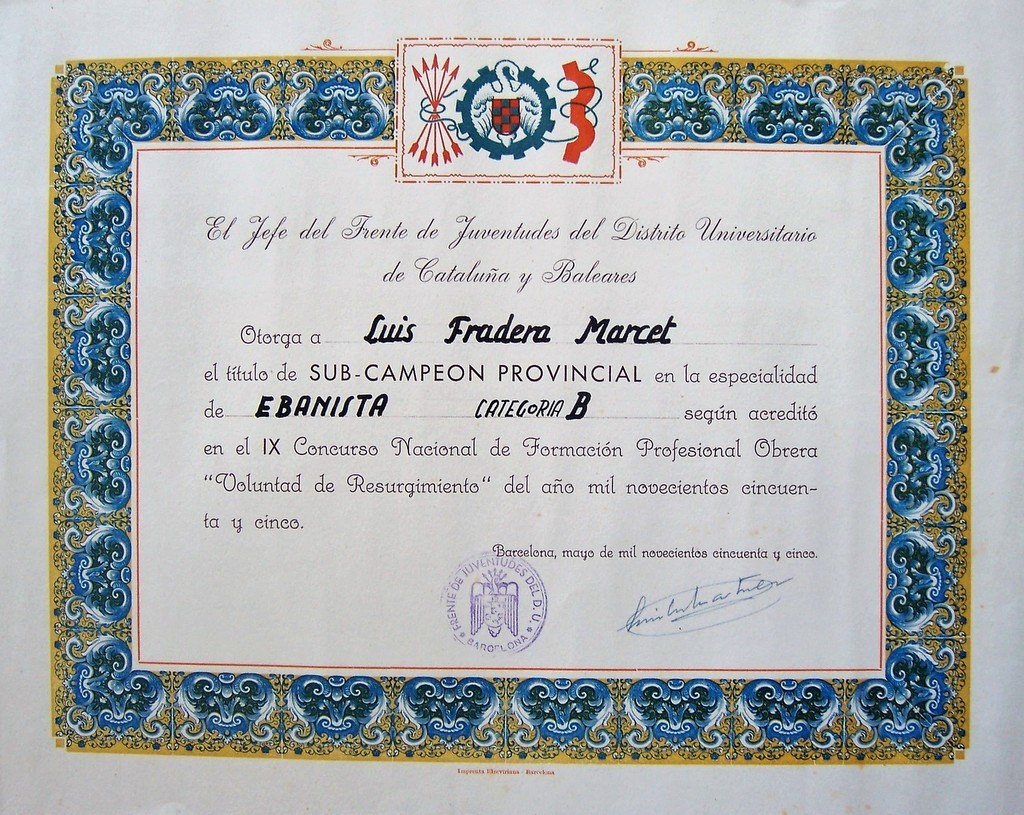 El Jefe del Frente de Juventudes del Distrito Universitario
de Cataluña y Baleares
Otorga a Luis Fradera Marcet
el título de SUB-CAMPEON PROVINCIAL en la especialidad
de EBANISTA CATEGORIA B según acreditó
en el IX Concurso Nacional de Formación Profesional Obrera
“Voluntad de Resurgimiento“ del año mil novecientos cincuen-
ta y cinco.
Barcelona, mayo de mil novecientos cincuenta y cinco.
FRENTE DE JUVENTUDES DEL D. U.
BARCELONA
Imprenta Elzeviriana - Barcelona